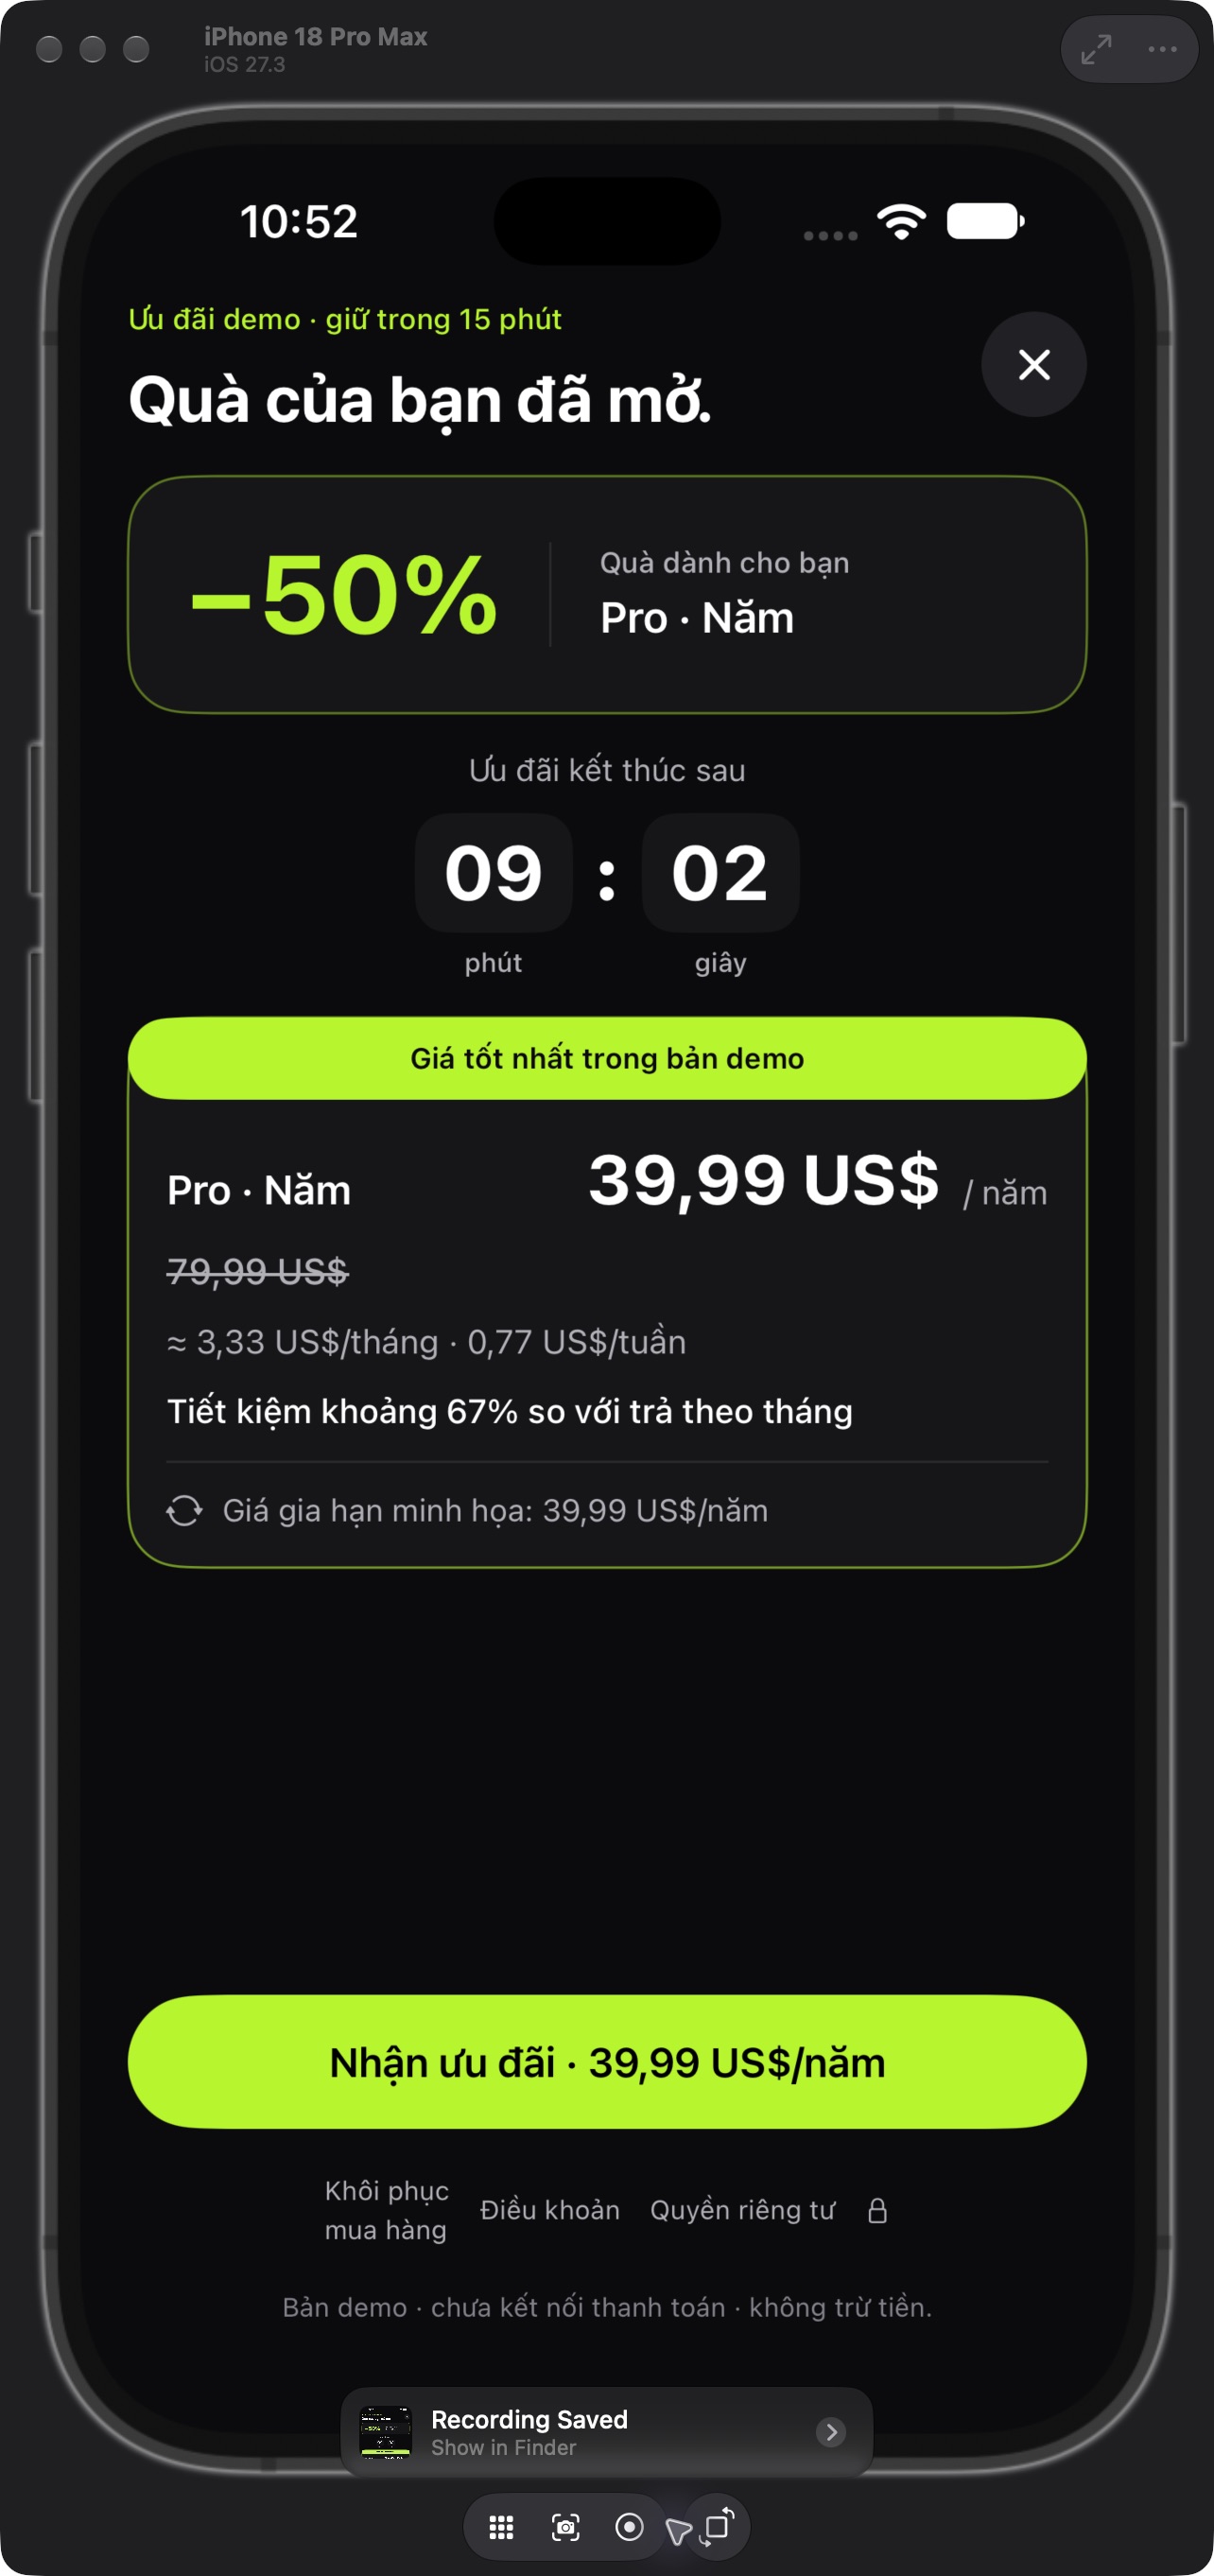 iPhone 18 Pro Max
iOS 27.3
10:52
Ưu đãi demo · giữ trong 15 phút
Quà của bạn đã mở.
–50%
Quà dành cho bạn
Pro · Năm
Ưu đãi kết thúc sau
09 : 02
phút giây
Giá tốt nhất trong bản demo
Pro · Năm 39,99 US$ / năm
79,99 US$
≈ 3,33 US$/tháng · 0,77 US$/tuần
Tiết kiệm khoảng 67% so với trả theo tháng
Giá gia hạn minh họa: 39,99 US$/năm
Nhận ưu đãi · 39,99 US$/năm
Khôi phục
mua hàng
Điều khoản
Quyền riêng tư
Bản demo · chưa kết nối thanh toán · không trừ tiền.
Recording Saved
Show in Finder